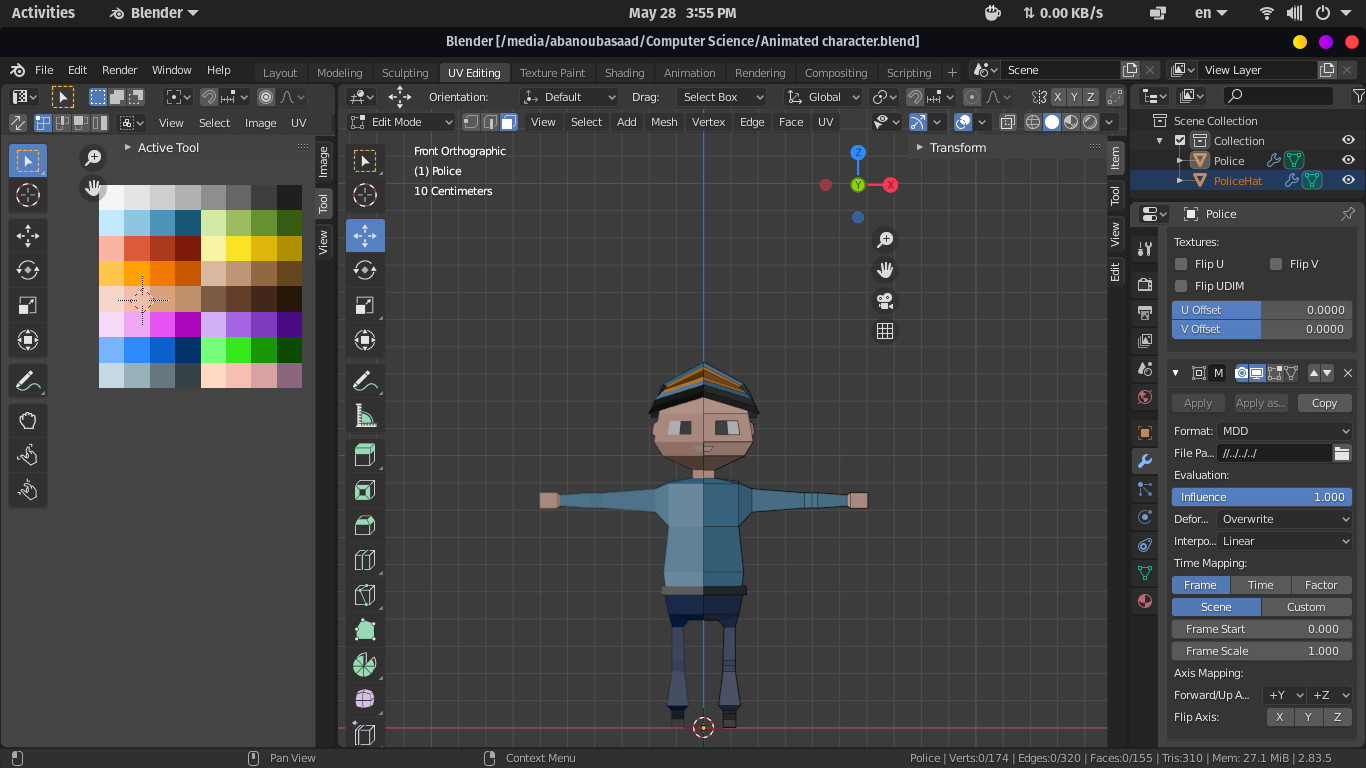 Activities Blender May 28 3:55 PM 0.00 KB/s en
Blender [/media/abanoubasaad/Computer Science/Animated character.blend]
File Edit Render Window Help Layout Modeling Sculpting UV Editing Texture Paint Shading Animation Rendering Compositing Scripting + Scene View Layer
Orientation: Default Drag: Select Box Global X Y Z
View Select Image UV Edit Mode View Select Add Mesh Vertex Edge Face UV
Scene Collection
Collection
Police
PoliceHat
Active Tool
Image
Tool
View
Front Orthographic
(1) Police
10 Centimeters
Transform
Z
Y
X
Item
Tool
View
Edit
Police
Textures:
Flip U Flip V
Flip UDIM
U Offset 0.0000
V Offset 0.0000
M
Apply Apply as... Copy
Format: MDD
File Pa... //../../../
Evaluation:
Influence 1.000
Defor... Overwrite
Interpo... Linear
Time Mapping:
Frame Time Factor
Scene Custom
Frame Start 0.000
Frame Scale 1.000
Axis Mapping:
Forward/Up A... +Y +Z
Flip Axis: X Y Z
Pan View Context Menu Police | Verts:0/174 | Edges:0/320 | Faces:0/155 | Tris:310 | Mem: 27.1 MiB | 2.83.5